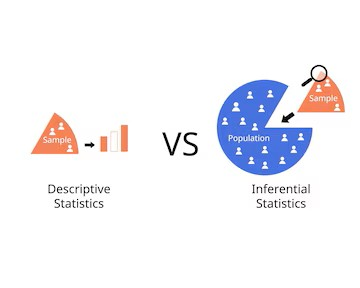 Sample
VS
Population
Sample
Descriptive
Statistics
Inferential
Statistics